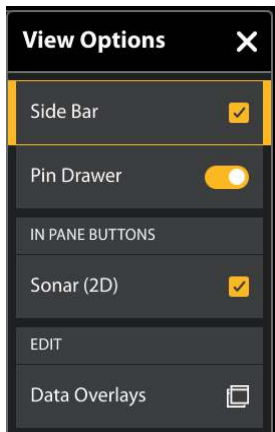 View Options
Side Bar
Pin Drawer
IN PANE BUTTONS
Sonar (2D)
EDIT
Data Overlays